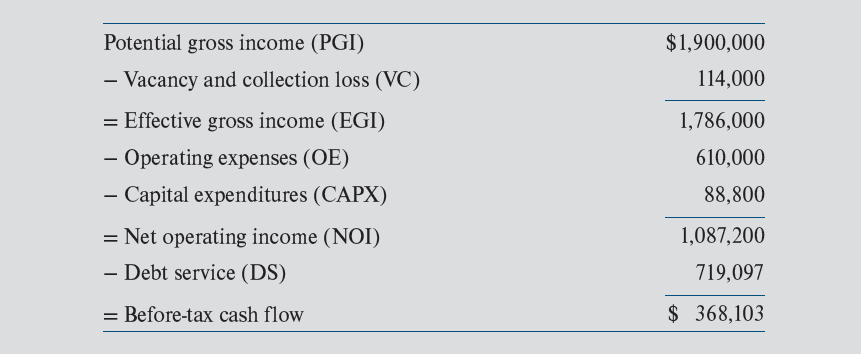 Potential gross income (PGI) $1,900,000
− Vacancy and collection loss (VC) 114,000
= Effective gross income (EGI) 1,786,000
− Operating expenses (OE) 610,000
− Capital expenditures (CAPX) 88,800
= Net operating income (NOI) 1,087,200
− Debt service (DS) 719,097
= Before-tax cash flow $ 368,103